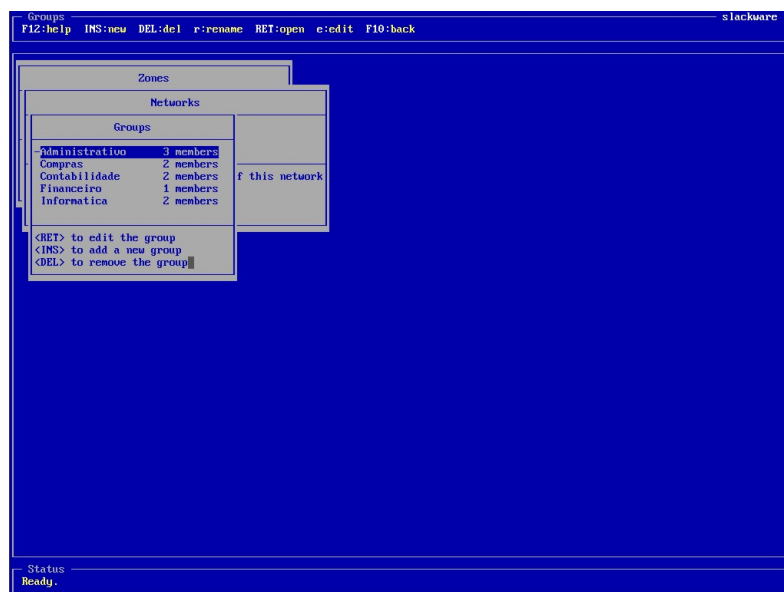 Groups slackware
F12:help INS:new DEL:del r:rename RET:open e:edit F10:back
Zones
Networks
Groups
-Administrativo 3 members
Compras 2 members
Contabilidade 2 members f this network
Financeiro 1 members
Informatica 2 members
<RET> to edit the group
<INS> to add a new group
<DEL> to remove the group
Status
Ready.